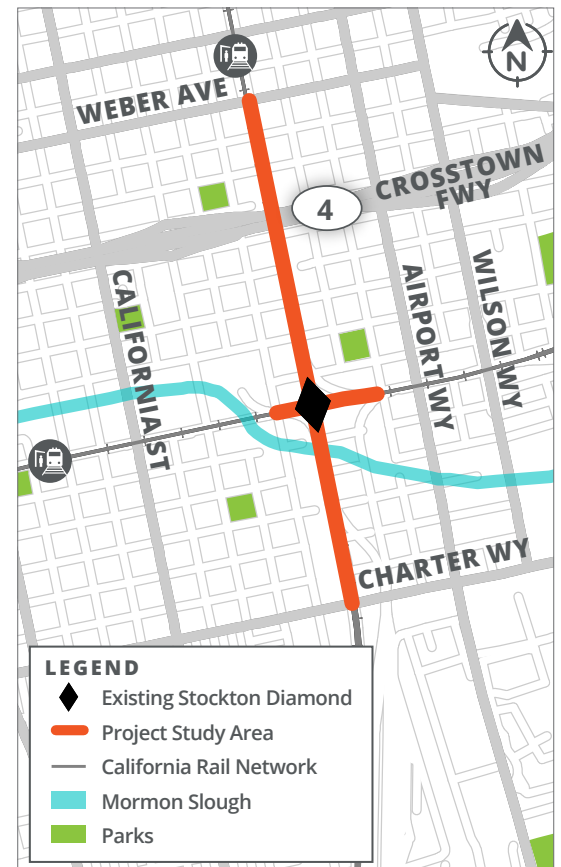 N
WEBER AVE
CROSSTOWN
FWY
4
CALIFORNIA ST
AIRPORT WY
WILSON WY
CHARTER WY
LEGEND
Existing Stockton Diamond
Project Study Area
California Rail Network
Mormon Slough
Parks